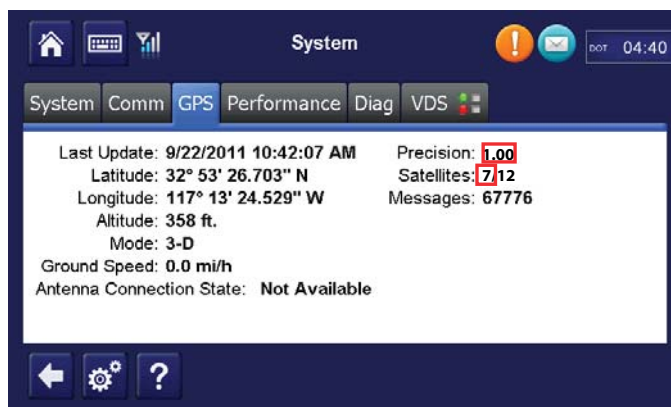 System
DOT 04:40
System Comm GPS Performance Diag VDS
Last Update: 9/22/2011 10:42:07 AM
Latitude: 32° 53' 26.703" N
Longitude: 117° 13' 24.529" W
Altitude: 358 ft.
Mode: 3-D
Ground Speed: 0.0 mi/h
Antenna Connection State: Not Available
Precision: 1.00
Satellites: 7/12
Messages: 67776
?